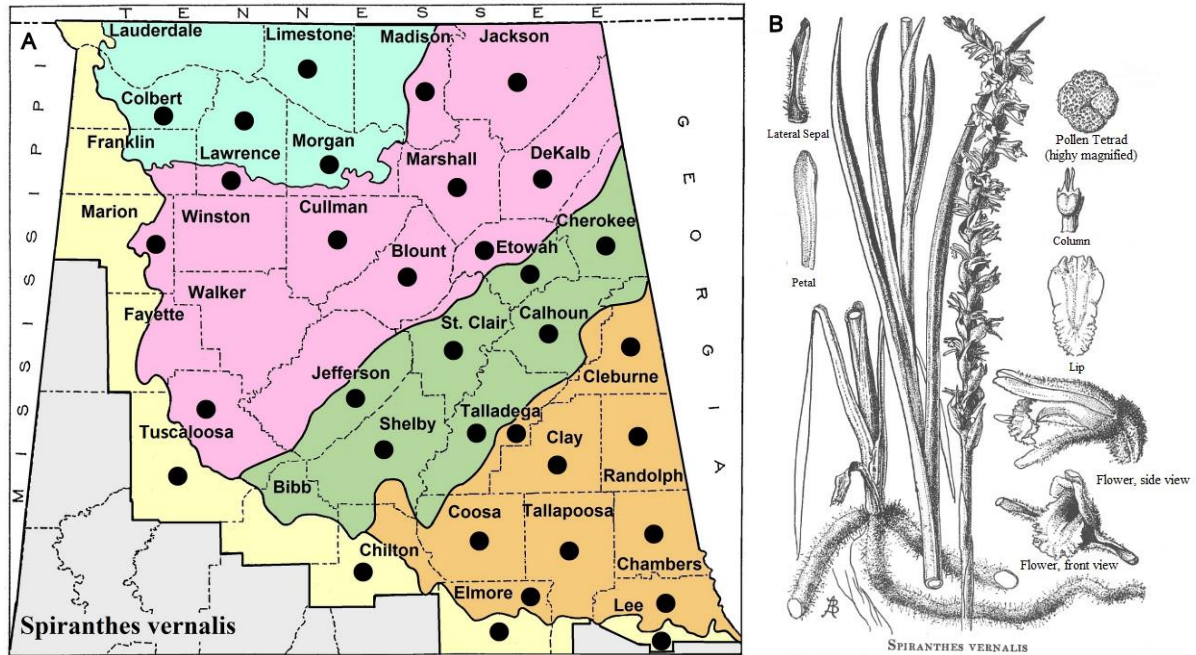 A
TENNESSEE
MISSISSIPPI
GEORGIA
Lauderdale
Limestone
Madison
Jackson
Colbert
Franklin
Lawrence
Morgan
Marshall
DeKalb
Marion
Winston
Cullman
Cherokee
Blount
Etowah
Walker
Fayette
St. Clair
Calhoun
Jefferson
Cleburne
Tuscaloosa
Shelby
Talladega
Clay
Randolph
Bibb
Coosa
Tallapoosa
Chilton
Chambers
Elmore
Lee
Spiranthes vernalis
B
Lateral Sepal
Pollen Tetrad
(highy magnified)
Petal
Column
Lip
Flower, side view
Flower, front view
SPIRANTHES VERNALIS